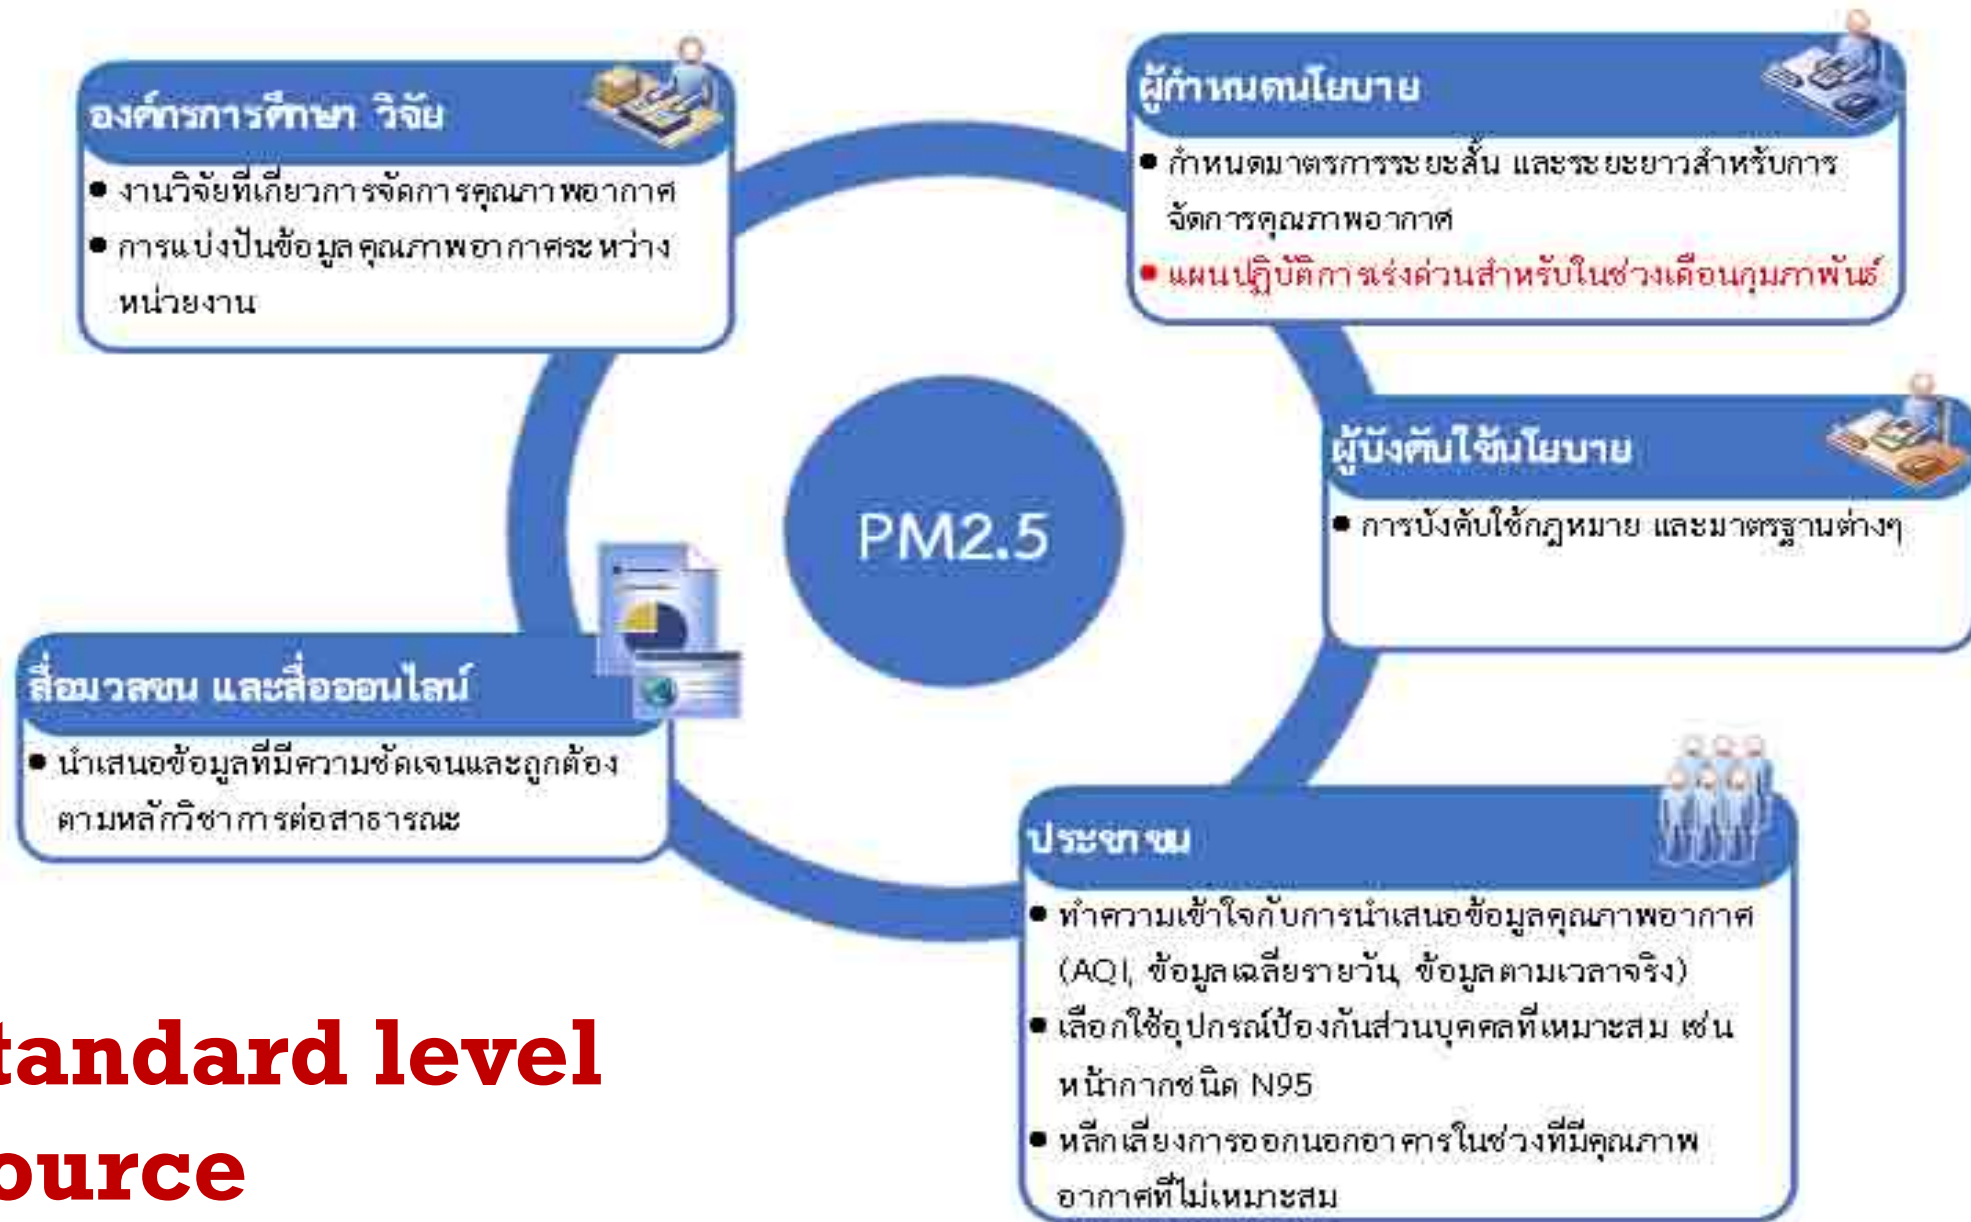 องค์กรการศึกษา วิจัย
งานวิจัยที่เกี่ยวการจัดการคุณภาพอากาศ
การแบ่งปันข้อมูลคุณภาพอากาศระหว่าง
หน่วยงาน
ผู้กำหนดนโยบาย
กำหนดมาตรการระยะสั้น และระยะยาวสำหรับการ
จัดการคุณภาพอากาศ
แผนปฏิบัติการเร่งด่วนสำหรับในช่วงเดือนกุมภาพันธ์
ผู้บังคับใช้นโยบาย
การบังคับใช้กฎหมาย และมาตรฐานต่างๆ
PM2.5
สื่อมวลชน และสื่อออนไลน์
นำเสนอข้อมูลที่มีความชัดเจนและถูกต้อง
ตามหลักวิชาการต่อสาธารณะ
ประชาชน
ทำความเข้าใจกับการนำเสนอข้อมูลคุณภาพอากาศ
(AQI, ข้อมูลเฉลี่ยรายวัน, ข้อมูลตามเวลาจริง)
เลือกใช้อุปกรณ์ป้องกันส่วนบุคคลที่เหมาะสม เช่น
หน้ากากชนิด N95
หลีกเลี่ยงการออกนอกอาคารในช่วงที่มีคุณภาพ
อากาศที่ไม่เหมาะสม
tandard level
ource